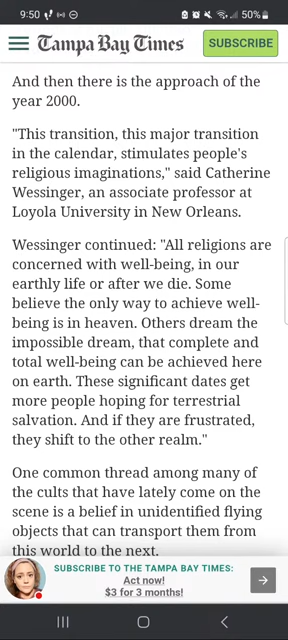 9:50
50%
Tampa Bay Times
SUBSCRIBE
And then there is the approach of the
year 2000.
"This transition, this major transition
in the calendar, stimulates people's
religious imaginations," said Catherine
Wessinger, an associate professor at
Loyola University in New Orleans.
Wessinger continued: "All religions are
concerned with well-being, in our
earthly life or after we die. Some
believe the only way to achieve well-
being is in heaven. Others dream the
impossible dream, that complete and
total well-being can be achieved here
on earth. These significant dates get
more people hoping for terrestrial
salvation. And if they are frustrated,
they shift to the other realm."
One common thread among many of
the cults that have lately come on the
scene is a belief in unidentified flying
objects that can transport them from
this world to the next.
SUBSCRIBE TO THE TAMPA BAY TIMES:
Act now!
$3 for 3 months!